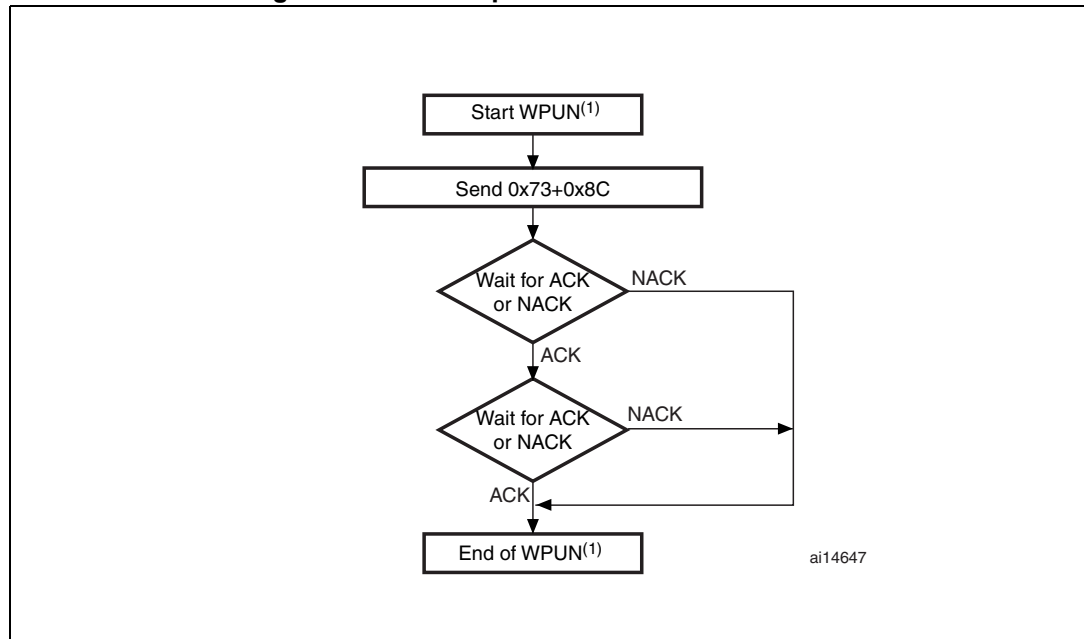 Start WPUN(1)
Send 0x73+0x8C
Wait for ACK
or NACK
NACK
ACK
Wait for ACK
or NACK
NACK
ACK
End of WPUN(1)
ai14647